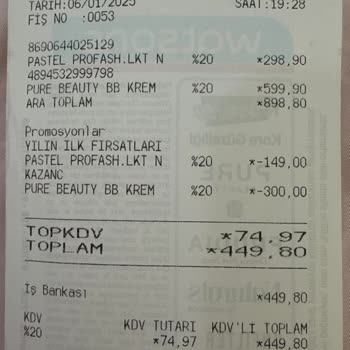 TARİH:06/01/2025 SAAT:19:28
FİŞ NO :0053
8690644025129
PASTEL PROFASH.LKT N %20 *298,90
4894532999798
PURE BEAUTY BB KREM %20 *599,90
ARA TOPLAM *898,80
Promosyonlar
YILIN ILK FIRSATLARI
PASTEL PROFASH.LKT N %20 *-149,00
KAZANC
PURE BEAUTY BB KREM %20 *-300,00
TOPKDV *74,97
TOPLAM *449,80
İş Bankası *449,80
KDV KDV TUTARI KDV'Lİ TOPLAM
%20 *74,97 *449,80